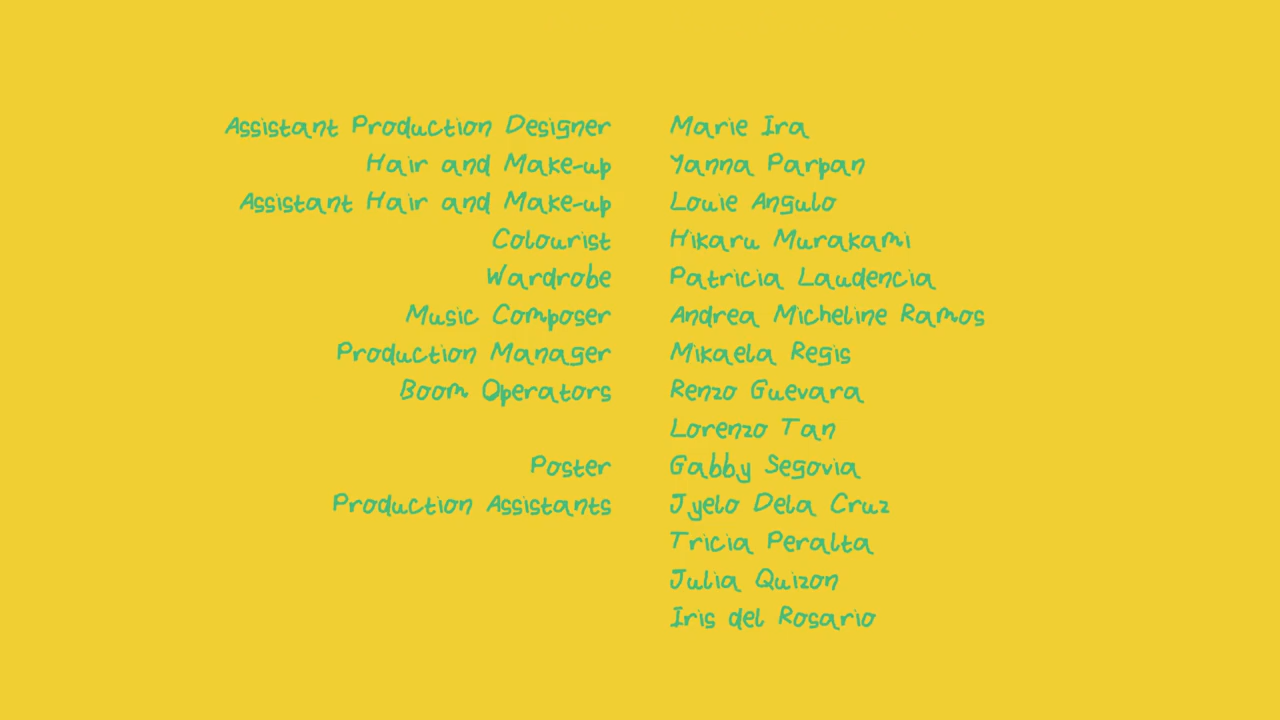 Assistant Production Designer Marie Ira
Hair and Make-up Yanna Parpan
Assistant Hair and Make-up Louie Angulo
Colourist Hikaru Murakami
Wardrobe Patricia Laudencia
Music Composer Andrea Micheline Ramos
Production Manager Mikaela Regis
Boom Operators Renzo Guevara
Lorenzo Tan
Poster Gabby Segovia
Production Assistants Jyelo Dela Cruz
Tricia Peralta
Julia Quizon
Iris del Rosario